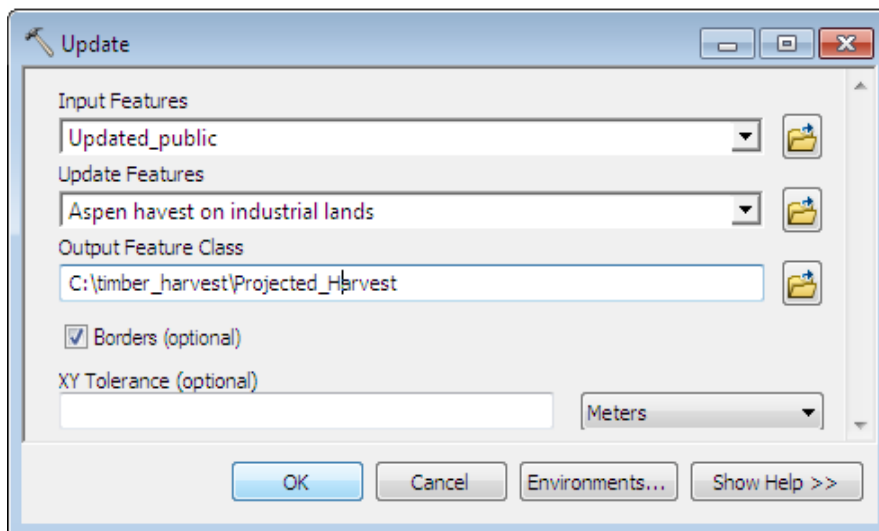 Update
Input Features
Updated_public
Update Features
Aspen havest on industrial lands
Output Feature Class
C:\timber_harvest\Projected_Harvest
Borders (optional)
XY Tolerance (optional)
Meters
OK Cancel Environments... Show Help >>